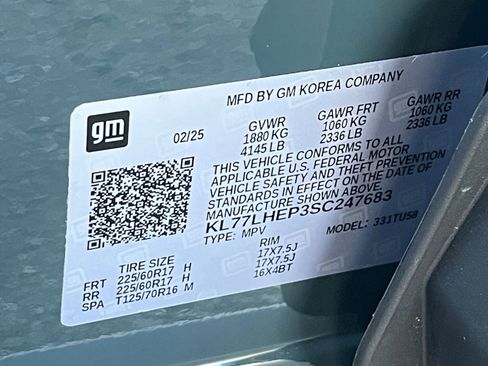 MFD BY GM KOREA COMPANY
gm
02/25
GVWR
1880 KG
4145 LB
GAWR FRT
1060 KG
2336 LB
GAWR RR
1060 KG
2336 LB
THIS VEHICLE CONFORMS TO ALL
APPLICABLE U.S. FEDERAL MOTOR
VEHICLE SAFETY AND THEFT PREVENTION
STANDARDS IN EFFECT ON THE DATE OF
MANUFACTURE SHOWN ABOVE.
KL77LHEP3SC247683
TYPE: MPV
MODEL: 331TU58
TIRE SIZE
RIM
FRT 225/60R17 H 17X7.5J
RR 225/60R17 H 17X7.5J
SPA T125/70R16 M 16X4BT